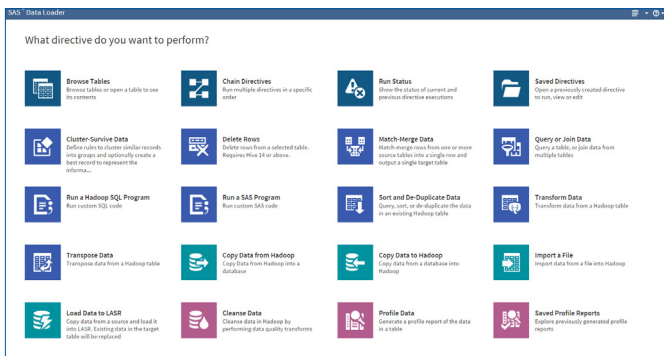 SAS® Data Loader
What directive do you want to perform?
Browse Tables
Browse tables or open a table to see
its contents
Chain Directives
Run multiple directives in a specific
order
Run Status
Show the status of current and
previous directive executions
Saved Directives
Open a previously created directive
to run, view or edit
Cluster-Survive Data
Define rules to cluster similar records
into groups and optionally create a
best record to represent the
informa...
Delete Rows
Delete rows from a selected table.
Requires Hive 14 or above.
Match-Merge Data
Match-merge rows from one or more
source tables into a single row and
output a single target table
Query or Join Data
Query a table, or join data from
multiple tables
Run a Hadoop SQL Program
Run custom SQL code
Run a SAS Program
Run custom SAS code
Sort and De-Duplicate Data
Query, sort, or de-duplicate the data
in an existing Hadoop table
Transform Data
Transform data from a Hadoop table
Transpose Data
Transpose data from a Hadoop table
Copy Data from Hadoop
Copy Data from Hadoop into a
database
Copy Data to Hadoop
Copy data from a database into
Hadoop
Import a File
Import data from a file into Hadoop
Load Data to LASR
Copy data from a source and load it
into LASR. Existing data in the target
table will be replaced
Cleanse Data
Cleanse data in Hadoop by
performing data quality transforms
Profile Data
Generate a profile report of the data
in a table
Saved Profile Reports
Explore previously generated profile
reports